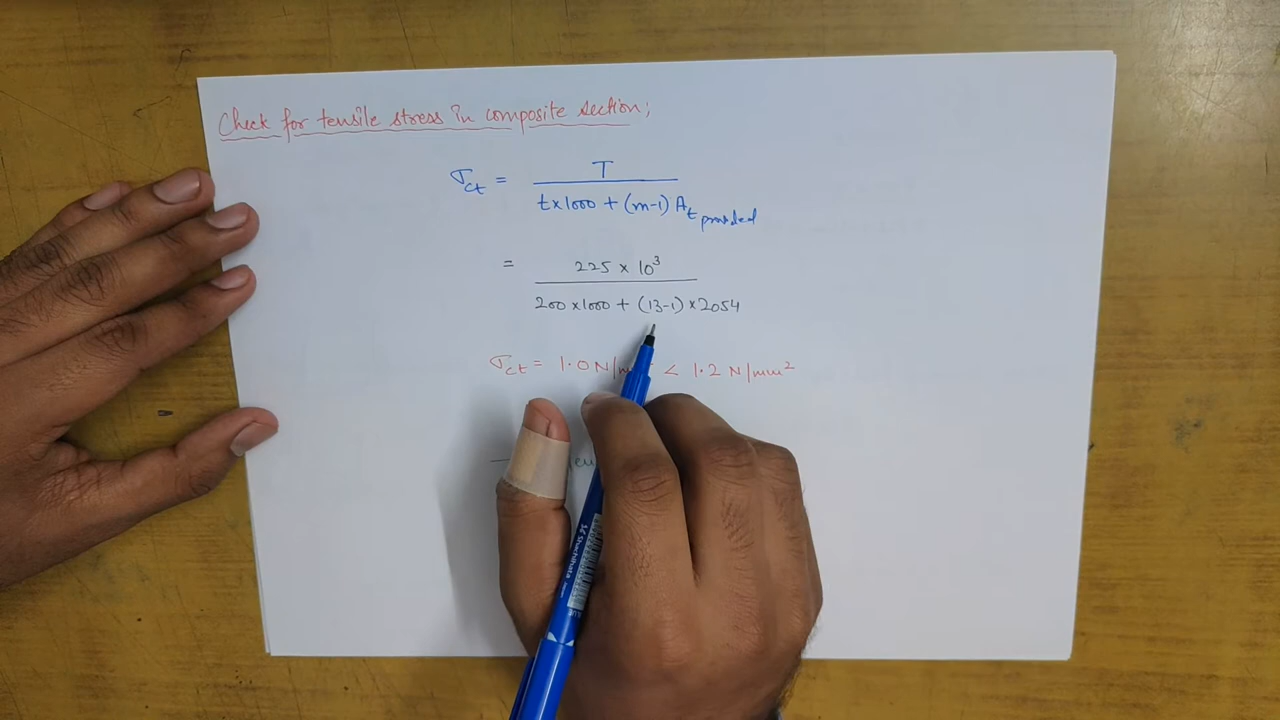 Check for tensile stress in composite section;
σct = T
t×1000 + (m-1) At provided
= 225 × 10³
200 ×1000 + (13-1) ×2054
σct = 1.0 N/m < 1.2 N/mm²
Shachihata